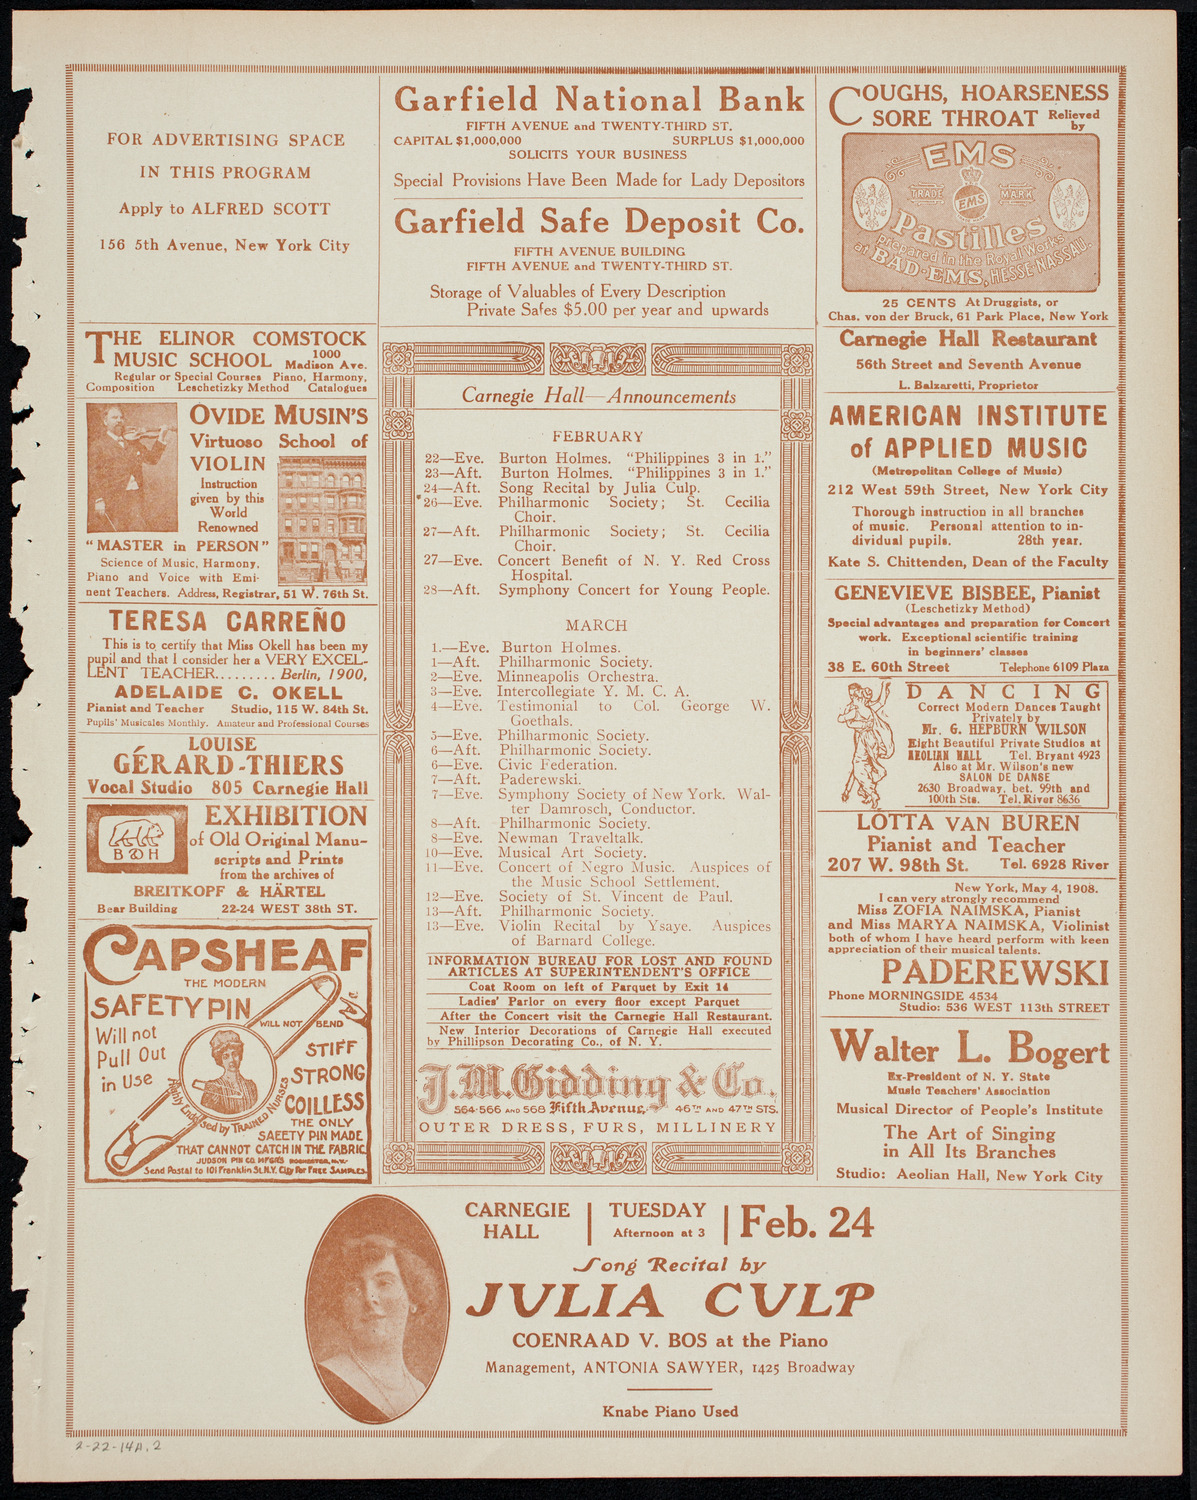 FOR ADVERTISING SPACE
IN THIS PROGRAM
Apply to ALFRED SCOTT
156 5th Avenue, New York City
THE ELINOR COMSTOCK
MUSIC SCHOOL 1000 Madison Ave.
Regular or Special Courses Piano, Harmony,
Composition Leschetizky Method Catalogues
OVIDE MUSIN'S
Virtuoso School of
VIOLIN
Instruction
given by this
World
Renowned
"MASTER in PERSON"
Science of Music, Harmony,
Piano and Voice with Emi-
nent Teachers. Address, Registrar, 51 W. 76th St.
TERESA CARREÑO
This is to certify that Miss Okell has been my
pupil and that I consider her a VERY EXCEL-
LENT TEACHER......... Berlin, 1900,
ADELAIDE C. OKELL
Pianist and Teacher Studio, 115 W. 84th St.
Pupils' Musicales Monthly. Amateur and Professional Courses
LOUISE
GÉRARD-THIERS
Vocal Studio 805 Carnegie Hall
B & H
EXHIBITION
of Old Original Manu-
scripts and Prints
from the archives of
BREITKOPF & HÄRTEL
Bear Building 22-24 WEST 38th ST.
CAPSHEAF
THE MODERN
SAFETY PIN
WILL NOT BEND
Will not
Pull Out
in Use
STIFF
STRONG
COILLESS
Highly Endorsed by TRAINED NURSES
THE ONLY
SAFETY PIN MADE
THAT CANNOT CATCH IN THE FABRIC
JUDSON PIN CO. MFGRS ROCHESTER, N.Y.
Send Postal to 101 Franklin St. N.Y. City For FREE SAMPLES.
Garfield National Bank
FIFTH AVENUE and TWENTY-THIRD ST.
CAPITAL $1,000,000 SURPLUS $1,000,000
SOLICITS YOUR BUSINESS
Special Provisions Have Been Made for Lady Depositors
Garfield Safe Deposit Co.
FIFTH AVENUE BUILDING
FIFTH AVENUE and TWENTY-THIRD ST.
Storage of Valuables of Every Description
Private Safes $5.00 per year and upwards
Carnegie Hall—Announcements
FEBRUARY
22—Eve. Burton Holmes. "Philippines 3 in 1."
23—Aft. Burton Holmes. "Philippines 3 in 1."
24—Aft. Song Recital by Julia Culp.
26—Eve. Philharmonic Society; St. Cecilia
Choir.
27—Aft. Philharmonic Society; St. Cecilia
Choir.
27—Eve. Concert Benefit of N. Y. Red Cross
Hospital.
28—Aft. Symphony Concert for Young People.
MARCH
1.—Eve. Burton Holmes.
1—Aft. Philharmonic Society.
2—Eve. Minneapolis Orchestra.
3—Eve. Intercollegiate Y. M. C. A.
4—Eve. Testimonial to Col. George W.
Goethals.
5—Eve. Philharmonic Society.
6—Aft. Philharmonic Society.
6—Eve. Civic Federation.
7—Aft. Paderewski.
7—Eve. Symphony Society of New York, Wal-
ter Damrosch, Conductor.
8—Aft. Philharmonic Society.
8—Eve. Newman Traveltalk.
10—Eve. Musical Art Society.
11—Eve. Concert of Negro Music. Auspices of
the Music School Settlement.
12—Eve. Society of St. Vincent de Paul.
13—Aft. Philharmonic Society.
13—Eve. Violin Recital by Ysaye. Auspices
of Barnard College.
INFORMATION BUREAU FOR LOST AND FOUND
ARTICLES AT SUPERINTENDENT'S OFFICE
Coat Room on left of Parquet by Exit 14
Ladies' Parlor on every floor except Parquet
After the Concert visit the Carnegie Hall Restaurant.
New Interior Decorations of Carnegie Hall executed
by Phillipson Decorating Co., of N. Y.
J. M. Gidding & Co.
564-566 AND 568 Fifth Avenue, 46TH AND 47TH STS.
OUTER DRESS, FURS, MILLINERY
COUGHS, HOARSENESS
SORE THROAT Relieved by
EMS
TRADE EMS MARK
Pastilles
prepared in the Royal Works
at BAD-EMS, HESSE NASSAU.
25 CENTS At Druggists, or
Chas. von der Bruck, 61 Park Place, New York
Carnegie Hall Restaurant
56th Street and Seventh Avenue
L. Balzaretti, Proprietor
AMERICAN INSTITUTE
of APPLIED MUSIC
(Metropolitan College of Music)
212 West 59th Street, New York City
Thorough instruction in all branches
of music. Personal attention to in-
dividual pupils. 28th year.
Kate S. Chittenden, Dean of the Faculty
GENEVIEVE BISBEE, Pianist
(Leschetizky Method)
Special advantages and preparation for Concert
work. Exceptional scientific training
in beginners' classes
38 E. 60th Street Telephone 6109 Plaza
DANCING
Correct Modern Dances Taught
Privately by
Mr. G. HEPBURN WILSON
Eight Beautiful Private Studios at
AEOLIAN HALL Tel. Bryant 4923
Also at Mr. Wilson's new
SALON DE DANSE
2630 Broadway, bet. 99th and
100th Sts. Tel. River 8636
LOTTA VAN BUREN
Pianist and Teacher
207 W. 98th St. Tel. 6928 River
New York, May 4, 1908.
I can very strongly recommend
Miss ZOFIA NAIMSKA, Pianist
and Miss MARYA NAIMSKA, Violinist
both of whom I have heard perform with keen
appreciation of their musical talents.
PADEREWSKI
Phone MORNINGSIDE 4534
Studio: 536 WEST 113th STREET
Walter L. Bogert
Ex-President of N. Y. State
Music Teachers' Association
Musical Director of People's Institute
The Art of Singing
in All Its Branches
Studio: Aeolian Hall, New York City
CARNEGIE HALL | TUESDAY Afternoon at 3 | Feb. 24
Song Recital by
JULIA CULP
COENRAAD V. BOS at the Piano
Management, ANTONIA SAWYER, 1425 Broadway
Knabe Piano Used
2-22-14A.2